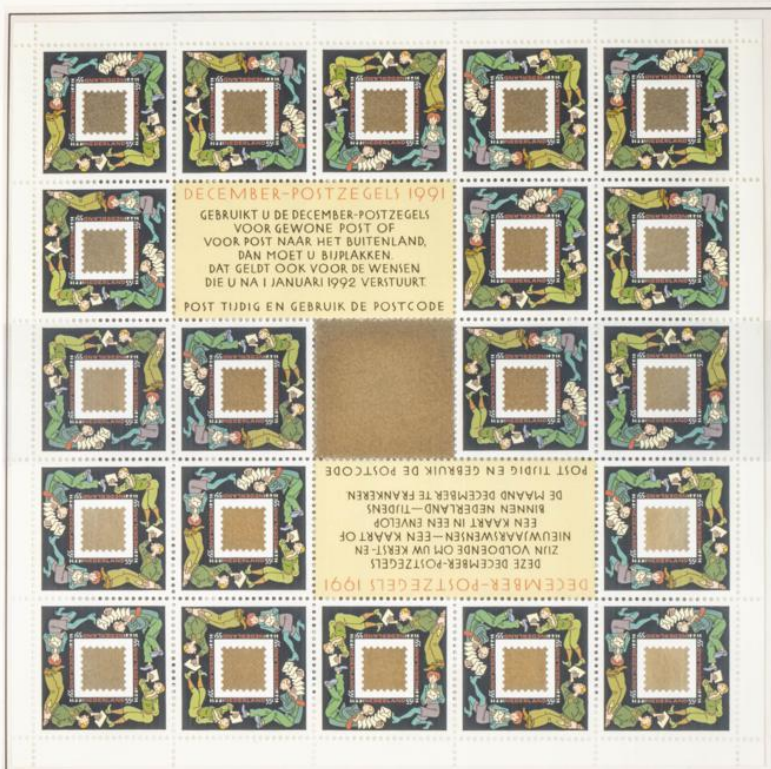 DECEMBER-POSTZEGELS 1991
GEBRUIKT U DE DECEMBER-POSTZEGELS
VOOR GEWONE POST OF
VOOR POST NAAR HET BUITENLAND,
DAN MOET U BIJPLAKKEN.
DAT GELDT OOK VOOR DE WENSEN
DIE U NA 1 JANUARI 1992 VERSTUURT.
POST TIJDIG EN GEBRUIK DE POSTCODE
DECEMBER-POSTZEGELS 1991
DEZE DECEMBER-POSTZEGELS
ZIJN VOLDOENDE OM UW KERST- EN
NIEUWJAARSWENSEN—EEN KAART OF
EEN KAART IN EEN ENVELOP
BINNEN NEDERLAND—TIJDENS
DE MAAND DECEMBER TE FRANKEREN.
POST TIJDIG EN GEBRUIK DE POSTCODE
NEDERLAND
55